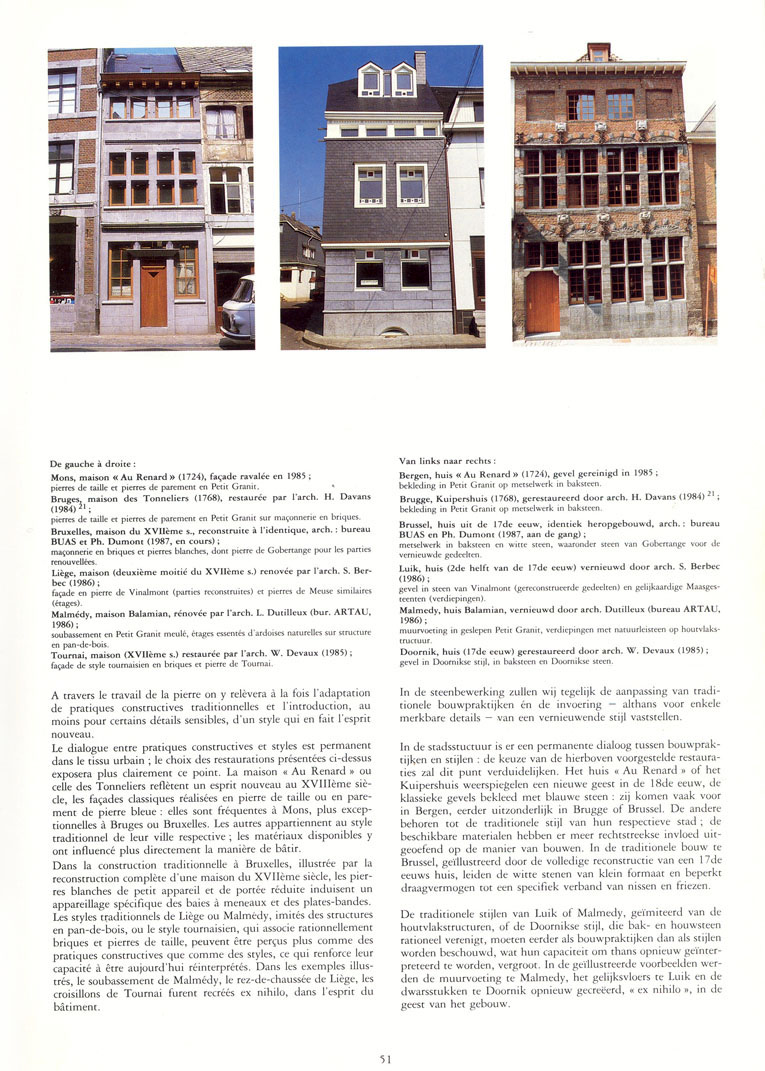 De gauche à droite :
Mons, maison « Au Renard » (1724), façade ravalée en 1985 ;
pierres de taille et pierres de parement en Petit Granit.
Bruges, maison des Tonneliers (1768), restaurée par l'arch. H. Davans
(1984) 21 ;
pierres de taille et pierres de parement en Petit Granit sur maçonnerie en briques.
Bruxelles, maison du XVIIème s., reconstruite à l'identique, arch. : bureau
BUAS et Ph. Dumont (1987, en cours) ;
maçonnerie en briques et pierres blanches, dont pierre de Gobertange pour les parties
renouvellées.
Liège, maison (deuxième moitié du XVIIème s.) renovée par l'arch. S. Ber-
bec (1986) ;
façade en pierre de Vinalmont (parties reconstruites) et pierres de Meuse similaires
(étages).
Malmédy, maison Balamian, rénovée par l'arch. L. Dutilleux (bur. ARTAU,
1986) ;
soubassement en Petit Granit meulé, étages essentés d'ardoises naturelles sur structure
en pan-de-bois.
Tournai, maison (XVIIème s.) restaurée par l'arch. W. Devaux (1985) ;
façade de style tournaisien en briques et pierre de Tournai.
A travers le travail de la pierre on y relèvera à la fois l'adaptation
de pratiques constructives traditionnelles et l'introduction, au
moins pour certains détails sensibles, d'un style qui en fait l'esprit
nouveau.
Le dialogue entre pratiques constructives et styles est permanent
dans le tissu urbain ; le choix des restaurations présentées ci-dessus
exposera plus clairement ce point. La maison « Au Renard » ou
celle des Tonneliers reflètent un esprit nouveau au XVIIIème siè-
cle, les façades classiques réalisées en pierre de taille ou en pare-
ment de pierre bleue : elles sont fréquentes à Mons, plus excep-
tionnelles à Bruges ou Bruxelles. Les autres appartiennent au style
traditionnel de leur ville respective ; les matériaux disponibles y
ont influencé plus directement la manière de bâtir.
Dans la construction traditionnelle à Bruxelles, illustrée par la
reconstruction complète d'une maison du XVIIème siècle, les pier-
res blanches de petit appareil et de portée réduite induisent un
appareillage spécifique des baies à meneaux et des plates-bandes.
Les styles traditionnels de Liège ou Malmèdy, imités des structures
en pan-de-bois, ou le style tournaisien, qui associe rationnellement
briques et pierres de taille, peuvent être perçus plus comme des
pratiques constructives que comme des styles, ce qui renforce leur
capacité à être aujourd'hui réinterprétés. Dans les exemples illus-
trés, le soubassement de Malmédy, le rez-de-chaussée de Liège, les
croisillons de Tournai furent recréés ex nihilo, dans l'esprit du
bâtiment.
Van links naar rechts :
Bergen, huis « Au Renard » (1724), gevel gereinigd in 1985 ;
bekleding in Petit Granit op metselwerk in baksteen.
Brugge, Kuipershuis (1768), gerestaureerd door arch. H. Davans (1984) 21 ;
bekleding in Petit Granit op metselwerk in baksteen.
Brussel, huis uit de 17de eeuw, identiek heropgebouwd, arch. : bureau
BUAS en Ph. Dumont (1987, aan de gang) ;
metselwerk in baksteen en witte steen, waaronder steen van Gobertange voor de
vernieuwde gedeelten.
Luik, huis (2de helft van de 17de eeuw) vernieuwd door arch. S. Berbec
(1986) ;
gevel in steen van Vinalmont (gereconstrueerde gedeelten) en gelijkaardige Maasges-
teenten (verdiepingen).
Malmedy, huis Balamian, vernieuwd door arch. Dutilleux (bureau ARTAU,
1986) ;
muurvoeting in geslepen Petit Granit, verdiepingen met natuurleisteen op houtvlaks-
tructuur.
Doornik, huis (17de eeuw) gerestaureerd door arch. W. Devaux (1985) ;
gevel in Doornikse stijl, in baksteen en Doornikse steen.
In de steenbewerking zullen wij tegelijk de aanpassing van tradi-
tionele bouwpraktijken én de invoering – althans voor enkele
merkbare details – van een vernieuwende stijl vaststellen.
In de stadsstuctuur is er een permanente dialoog tussen bouwprak-
tijken en stijlen : de keuze van de hierboven voorgestelde restaura-
ties zal dit punt verduidelijken. Het huis « Au Renard » of het
Kuipershuis weerspiegelen een nieuwe geest in de 18de eeuw, de
klassieke gevels bekleed met blauwe steen : zij komen vaak voor
in Bergen, eerder uitzonderlijk in Brugge of Brussel. De andere
behoren tot de traditionele stijl van hun respectieve stad ; de
beschikbare materialen hebben er meer rechtstreekse invloed uit-
geoefend op de manier van bouwen. In de traditionele bouw te
Brussel, geïllustreerd door de volledige reconstructie van een 17de
eeuws huis, leiden de witte stenen van klein formaat en beperkt
draagvermogen tot een specifiek verband van nissen en friezen.
De traditionele stijlen van Luik of Malmedy, geïmiteerd van de
houtvlakstructuren, of de Doornikse stijl, die bak- en houwsteen
rationeel verenigt, moeten eerder als bouwpraktijken dan als stijlen
worden beschouwd, wat hun capaciteit om thans opnieuw geïnter-
preteerd te worden, vergroot. In de geïllustreerde voorbeelden wer-
den de muurvoeting te Malmedy, het gelijksvloers te Luik en de
dwarsstukken te Doornik opnieuw gecreëerd, « ex nihilo », in de
geest van het gebouw.
51